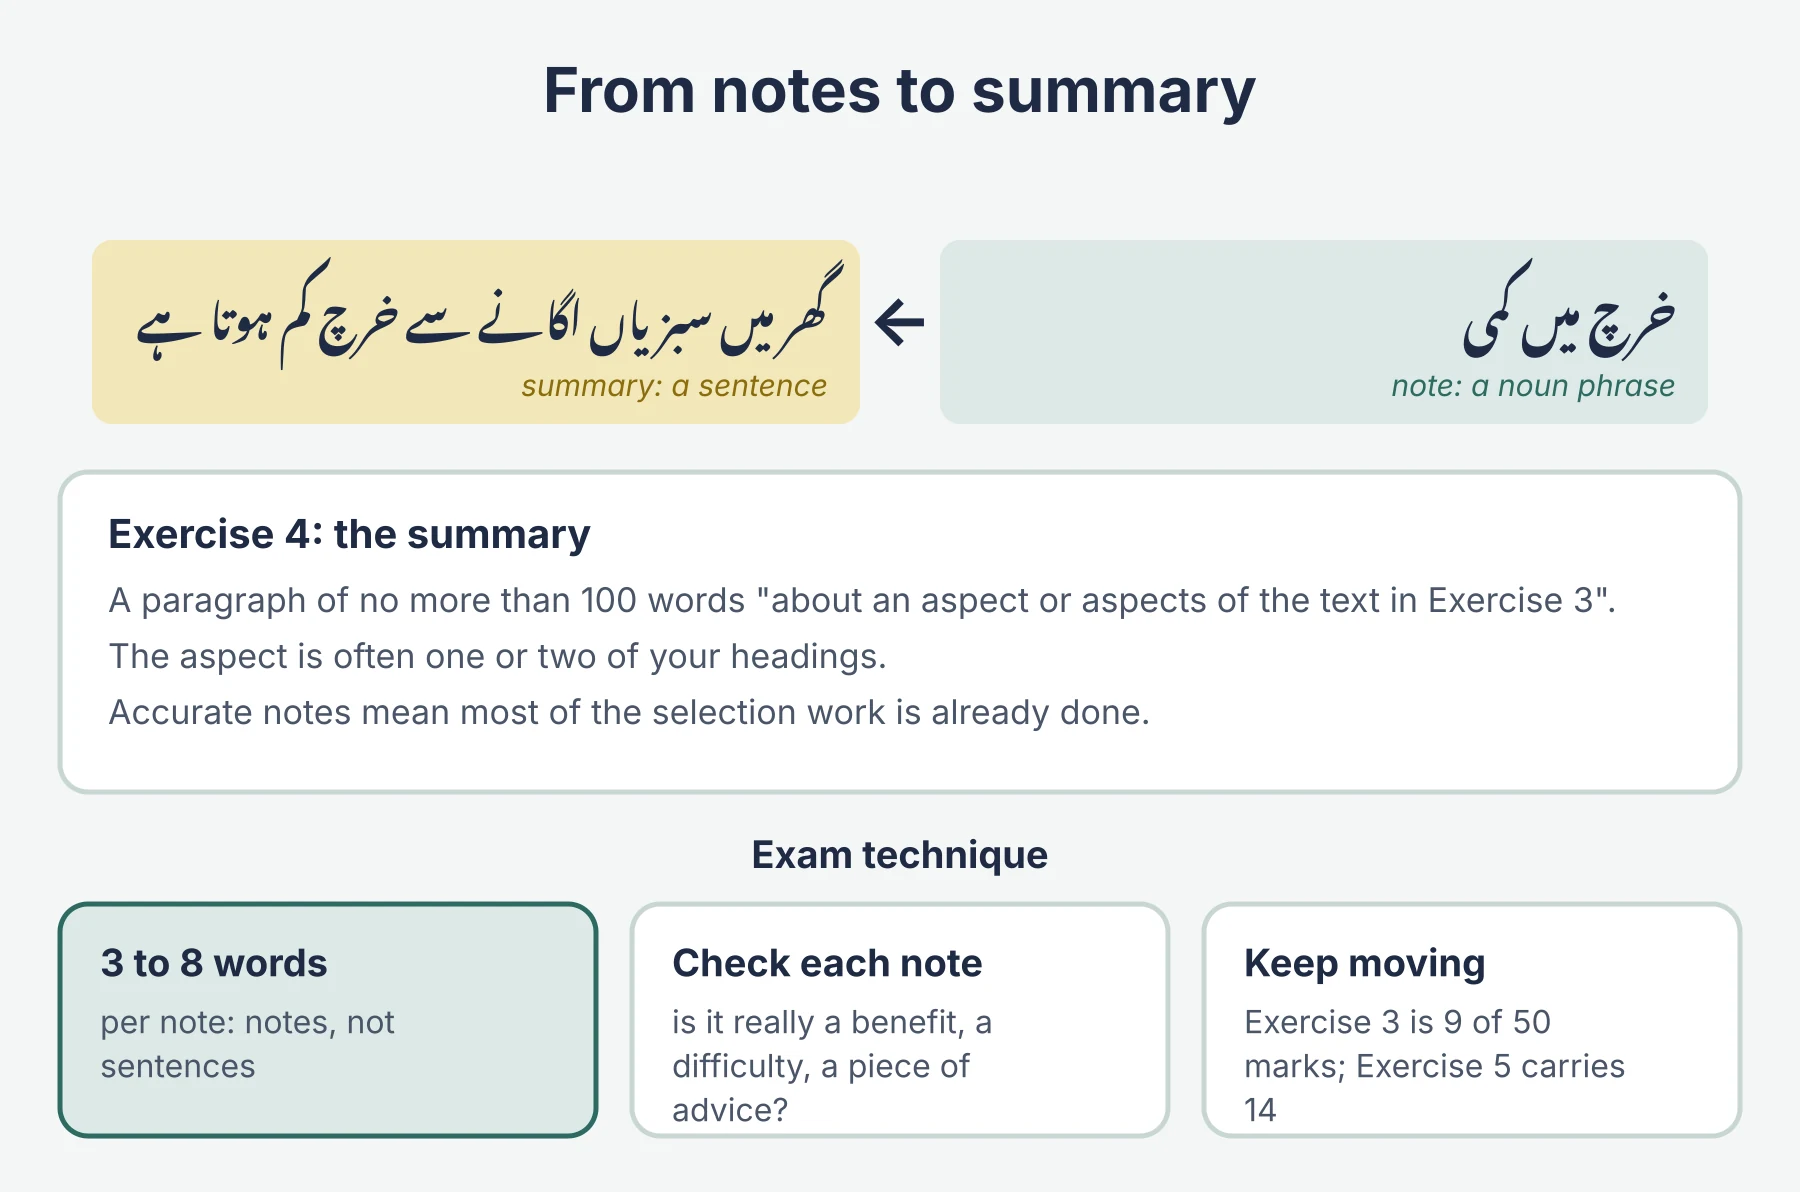 From notes to summary
خرچ میں کمی
note: a noun phrase
←
گھر میں سبزیاں اگانے سے خرچ کم ہوتا ہے
summary: a sentence
Exercise 4: the summary
A paragraph of no more than 100 words "about an aspect or aspects of the text in Exercise 3".
The aspect is often one or two of your headings.
Accurate notes mean most of the selection work is already done.
Exam technique
3 to 8 words
per note: notes, not
sentences
Check each note
is it really a benefit, a
difficulty, a piece of
advice?
Keep moving
Exercise 3 is 9 of 50
marks; Exercise 5 carries
14